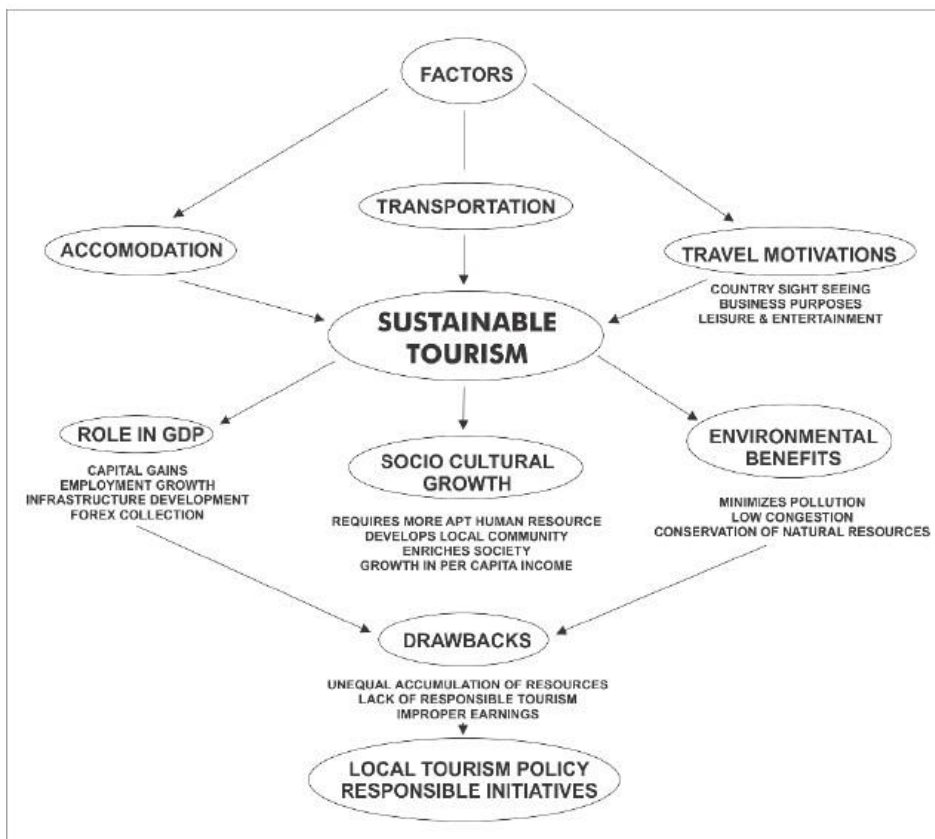 FACTORS
TRANSPORTATION
ACCOMODATION
TRAVEL MOTIVATIONS
COUNTRY SIGHT SEEING
BUSINESS PURPOSES
LEISURE & ENTERTAINMENT
SUSTAINABLE
TOURISM
ROLE IN GDP
CAPITAL GAINS
EMPLOYMENT GROWTH
INFRASTRUCTURE DEVELOPMENT
FOREX COLLECTION
SOCIO CULTURAL
GROWTH
REQUIRES MORE APT HUMAN RESOURCE
DEVELOPS LOCAL COMMUNITY
ENRICHES SOCIETY
GROWTH IN PER CAPITA INCOME
ENVIRONMENTAL
BENEFITS
MINIMIZES POLLUTION
LOW CONGESTION
CONSERVATION OF NATURAL RESOURCES
DRAWBACKS
UNEQUAL ACCUMULATION OF RESOURCES
LACK OF RESPONSIBLE TOURISM
IMPROPER EARNINGS
LOCAL TOURISM POLICY
RESPONSIBLE INITIATIVES